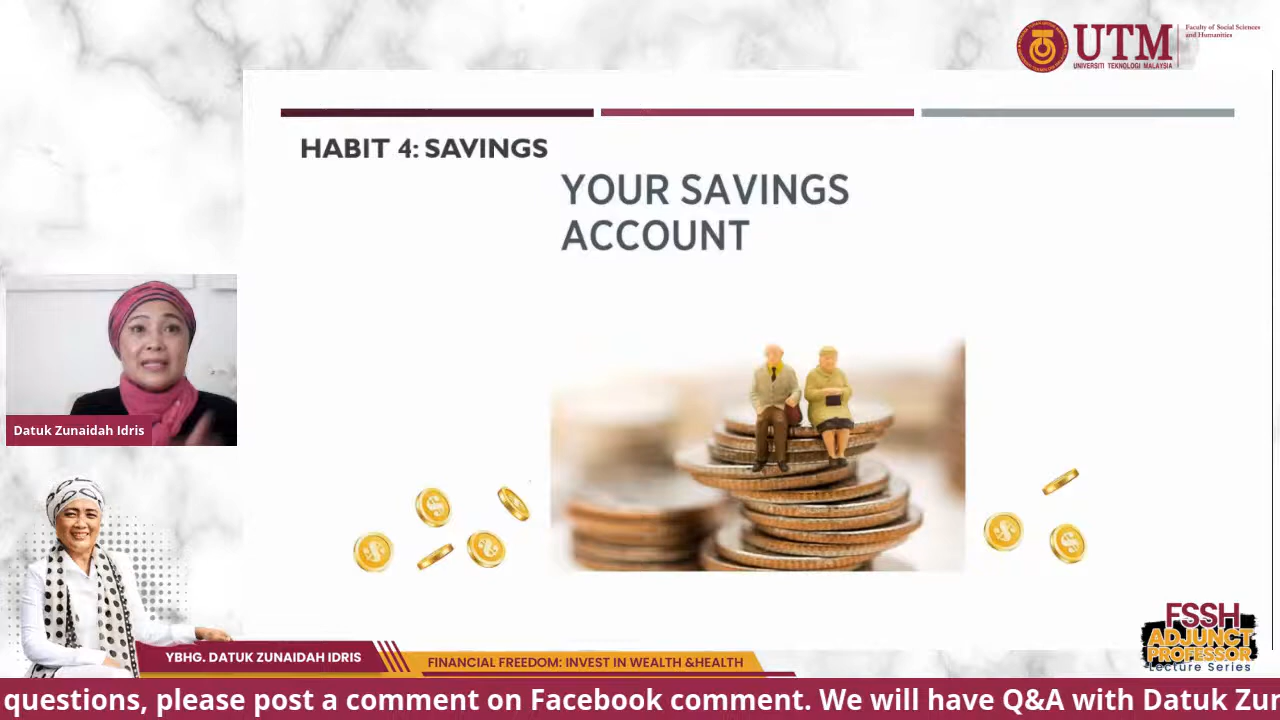 UTM
UNIVERSITI TEKNOLOGI MALAYSIA
Faculty of Social Sciences
and Humanities
HABIT 4: SAVINGS
YOUR SAVINGS
ACCOUNT
Datuk Zunaidah Idris
YBHG. DATUK ZUNAIDAH IDRIS
FINANCIAL FREEDOM: INVEST IN WEALTH &HEALTH
FSSH
ADJUNCT
PROFESSOR
Lecture Series
questions, please post a comment on Facebook comment. We will have Q&A with Datuk Zur